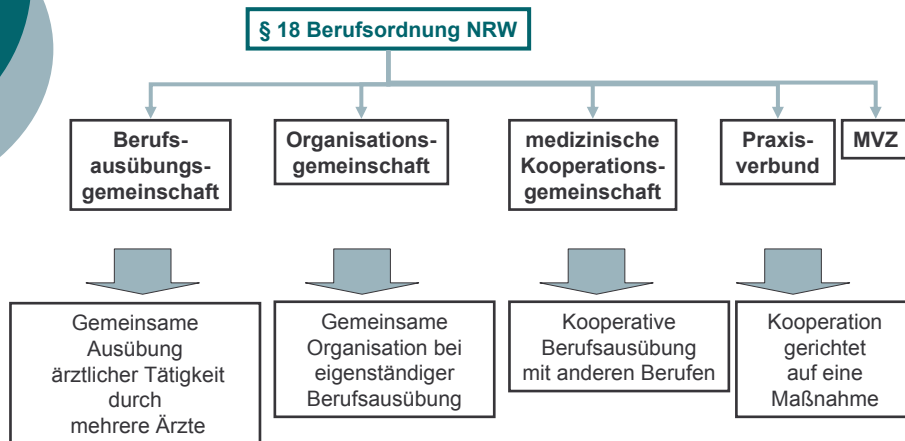 § 18 Berufsordnung NRW
Berufs-
ausübungs-
gemeinschaft
Organisations-
gemeinschaft
medizinische
Kooperations-
gemeinschaft
Praxis-
verbund
MVZ
Gemeinsame
Ausübung
ärztlicher Tätigkeit
durch
mehrere Ärzte
Gemeinsame
Organisation bei
eigenständiger
Berufsausübung
Kooperative
Berufsausübung
mit anderen Berufen
Kooperation
gerichtet
auf eine
Maßnahme